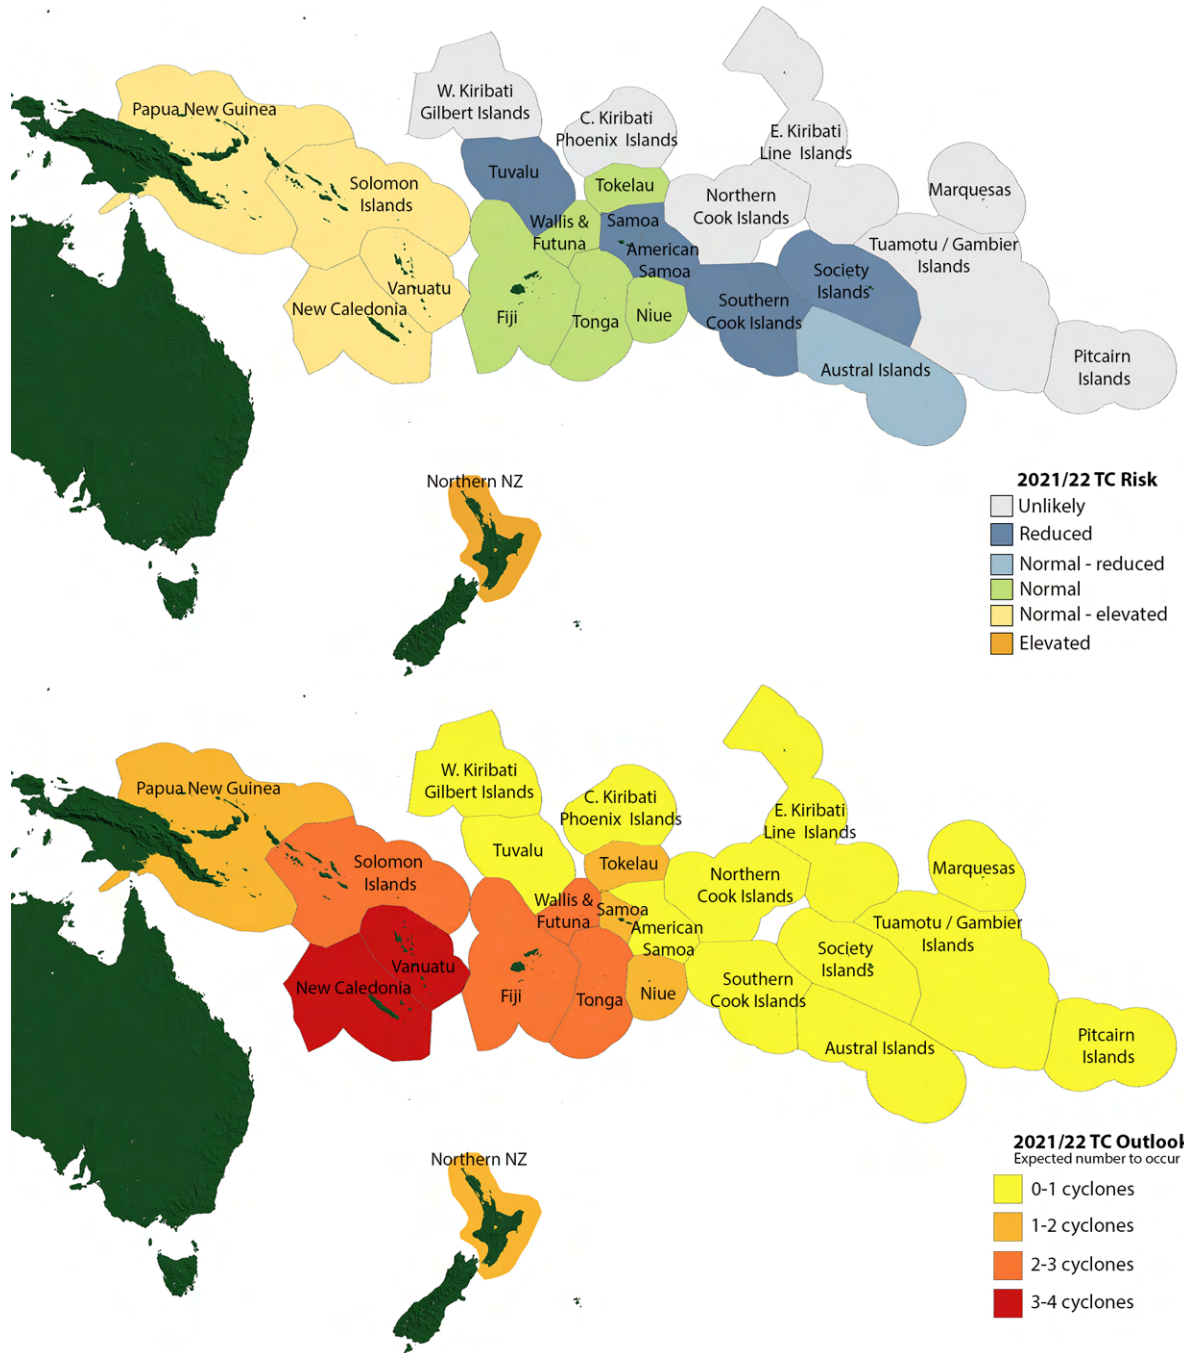 W. Kiribati
Gilbert Islands
Papua New Guinea
C. Kiribati
Phoenix Islands
E. Kiribati
Line Islands
Tuvalu
Solomon
Islands
Tokelau
Northern
Cook Islands
Marquesas
Wallis &
Futuna
Samoa
American
Samoa
Tuamotu / Gambier
Islands
Society
Islands
Vanuatu
New Caledonia
Fiji
Tonga
Niue
Southern
Cook Islands
Austral Islands
Pitcairn
Islands
Northern NZ
2021/22 TC Risk
Unlikely
Reduced
Normal - reduced
Normal
Normal - elevated
Elevated
W. Kiribati
Gilbert Islands
Papua New Guinea
C. Kiribati
Phoenix Islands
E. Kiribati
Line Islands
Tuvalu
Solomon
Islands
Tokelau
Northern
Cook Islands
Marquesas
Wallis &
Futuna
Samoa
American
Samoa
Tuamotu / Gambier
Islands
Society
Islands
Vanuatu
New Caledonia
Fiji
Tonga
Niue
Southern
Cook Islands
Austral Islands
Pitcairn
Islands
Northern NZ
2021/22 TC Outlook
Expected number to occur
0-1 cyclones
1-2 cyclones
2-3 cyclones
3-4 cyclones